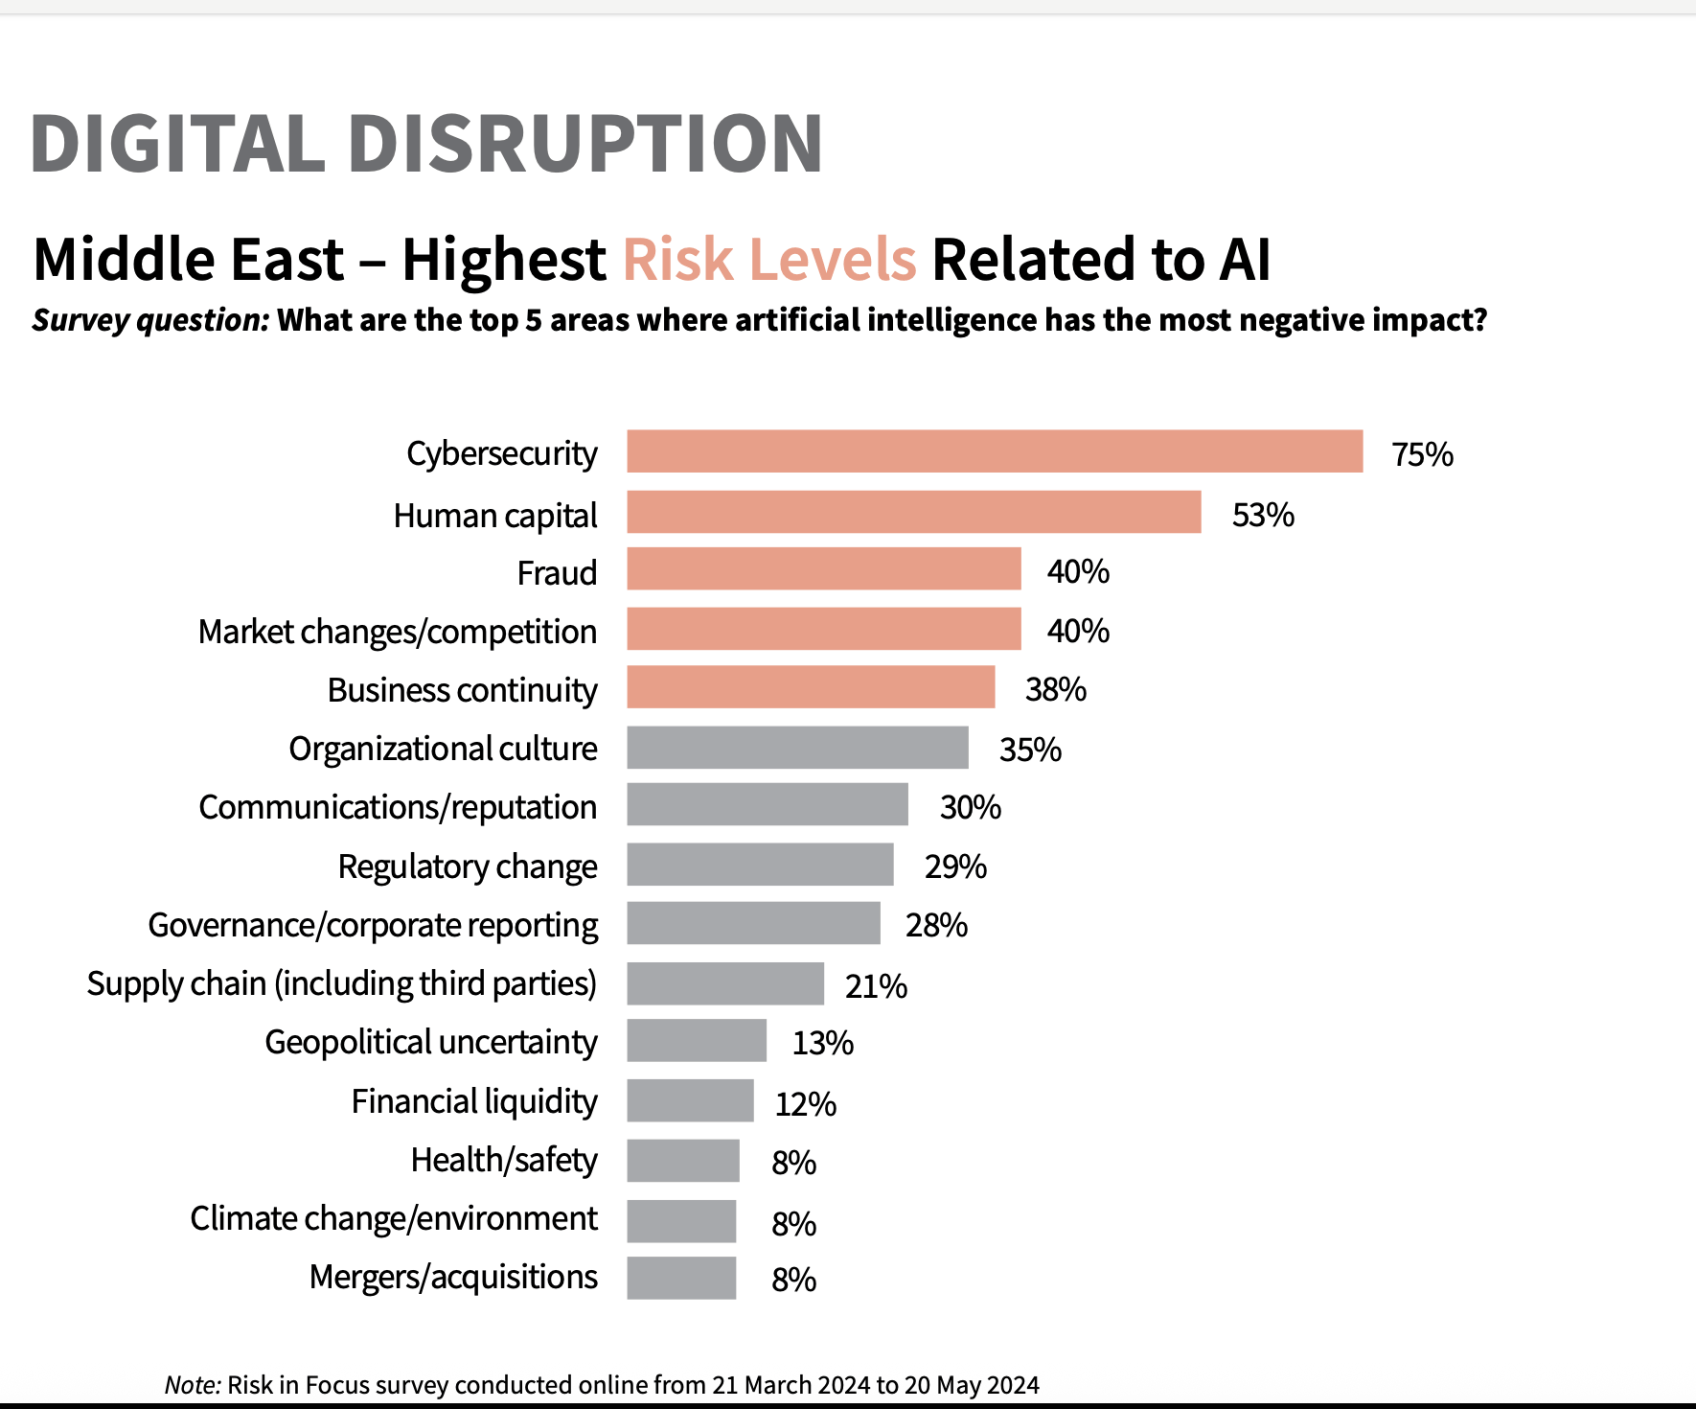 DIGITAL DISRUPTION
Middle East – Highest Risk Levels Related to AI
Survey question: What are the top 5 areas where artificial intelligence has the most negative impact?
Cybersecurity 75%
Human capital 53%
Fraud 40%
Market changes/competition 40%
Business continuity 38%
Organizational culture 35%
Communications/reputation 30%
Regulatory change 29%
Governance/corporate reporting 28%
Supply chain (including third parties) 21%
Geopolitical uncertainty 13%
Financial liquidity 12%
Health/safety 8%
Climate change/environment 8%
Mergers/acquisitions 8%
Note: Risk in Focus survey conducted online from 21 March 2024 to 20 May 2024